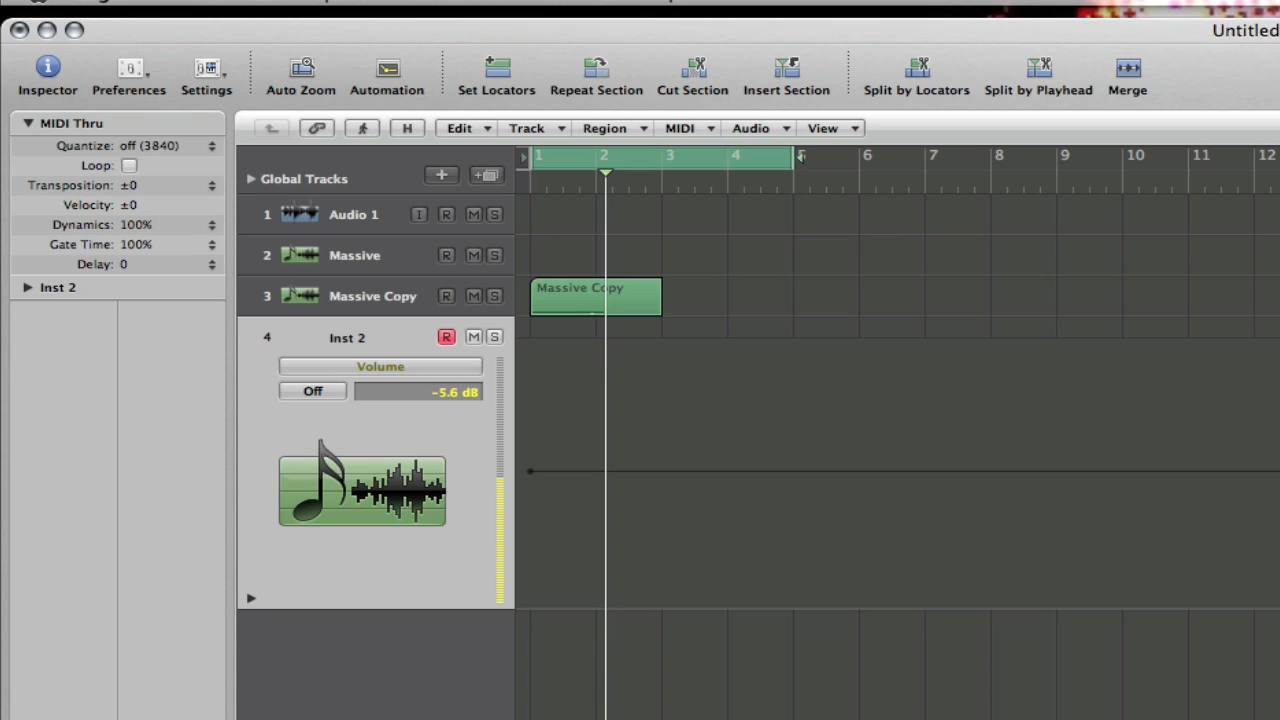 Untitled
Inspector Preferences Settings Auto Zoom Automation Set Locators Repeat Section Cut Section Insert Section Split by Locators Split by Playhead Merge
MIDI Thru
H Edit Track Region MIDI Audio View
Quantize: off (3840)
Loop:
Transposition: ±0
Velocity: ±0
Dynamics: 100%
Gate Time: 100%
Delay: 0
Inst 2
1 2 3 4 5 6 7 8 9 10 11 12
Global Tracks
1 Audio 1 I R M S
2 Massive R M S
3 Massive Copy R M S
Massive Copy
4 Inst 2 R M S
Volume
Off -5.6 dB